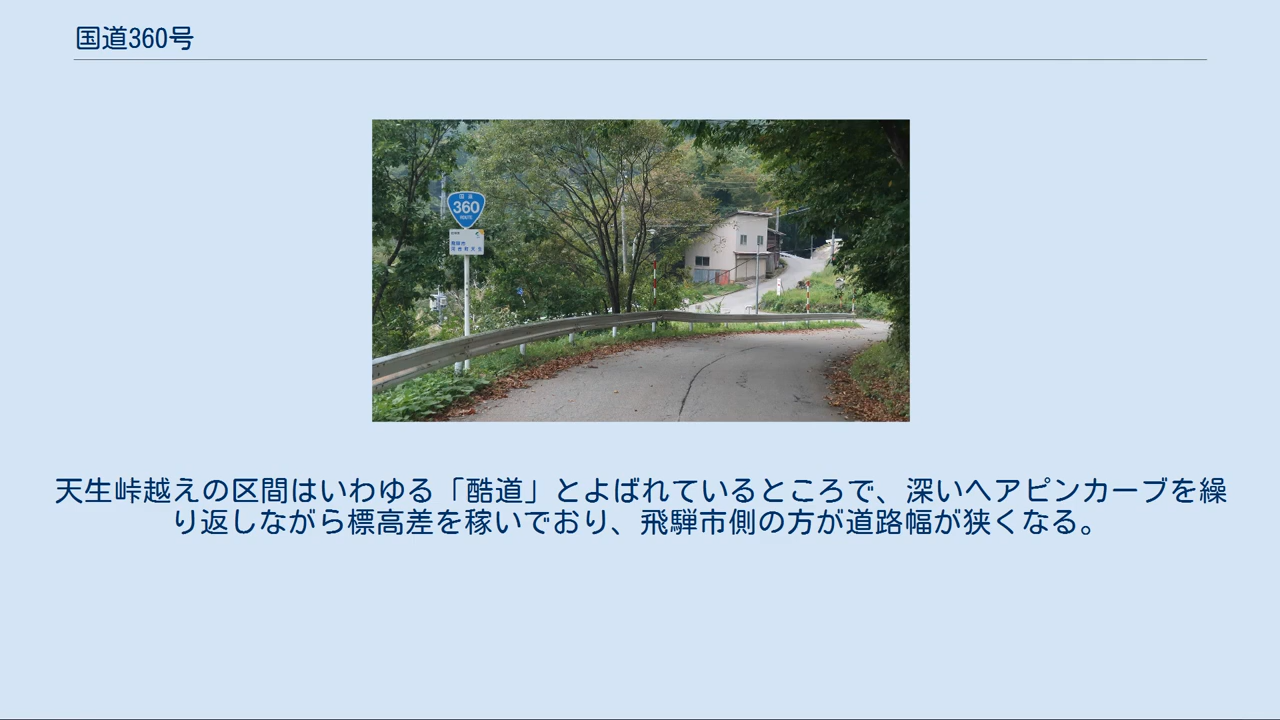 国道360号
国道
360
ROUTE
天生峠越えの区間はいわゆる「酷道」とよばれているところで、深いヘアピンカーブを繰
り返しながら標高差を稼いでおり、飛騨市側の方が道路幅が狭くなる。